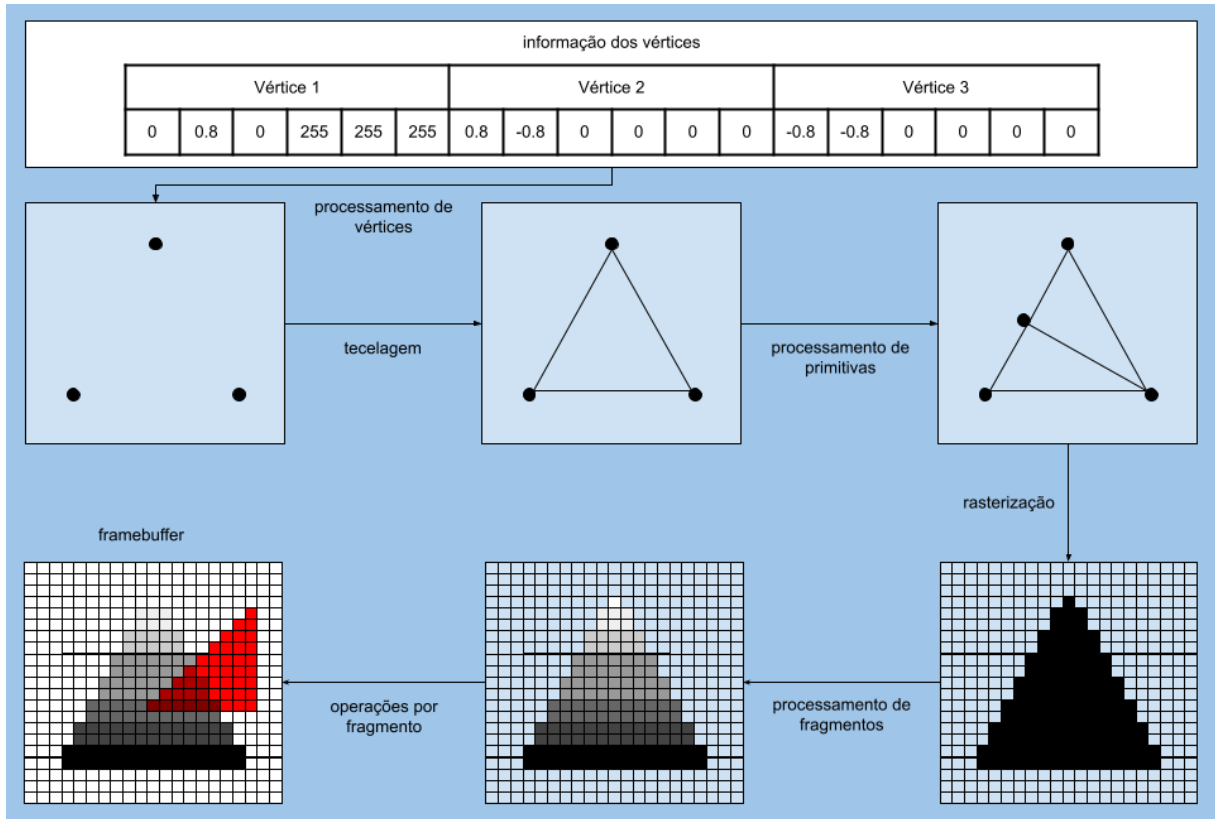 informação dos vértices
Vértice 1 Vértice 2 Vértice 3
0 0.8 0 255 255 255 0.8 -0.8 0 0 0 0 -0.8 -0.8 0 0 0 0
processamento de
vértices
tecelagem
processamento de
primitivas
rasterização
framebuffer
operações por
fragmento
processamento de
fragmentos